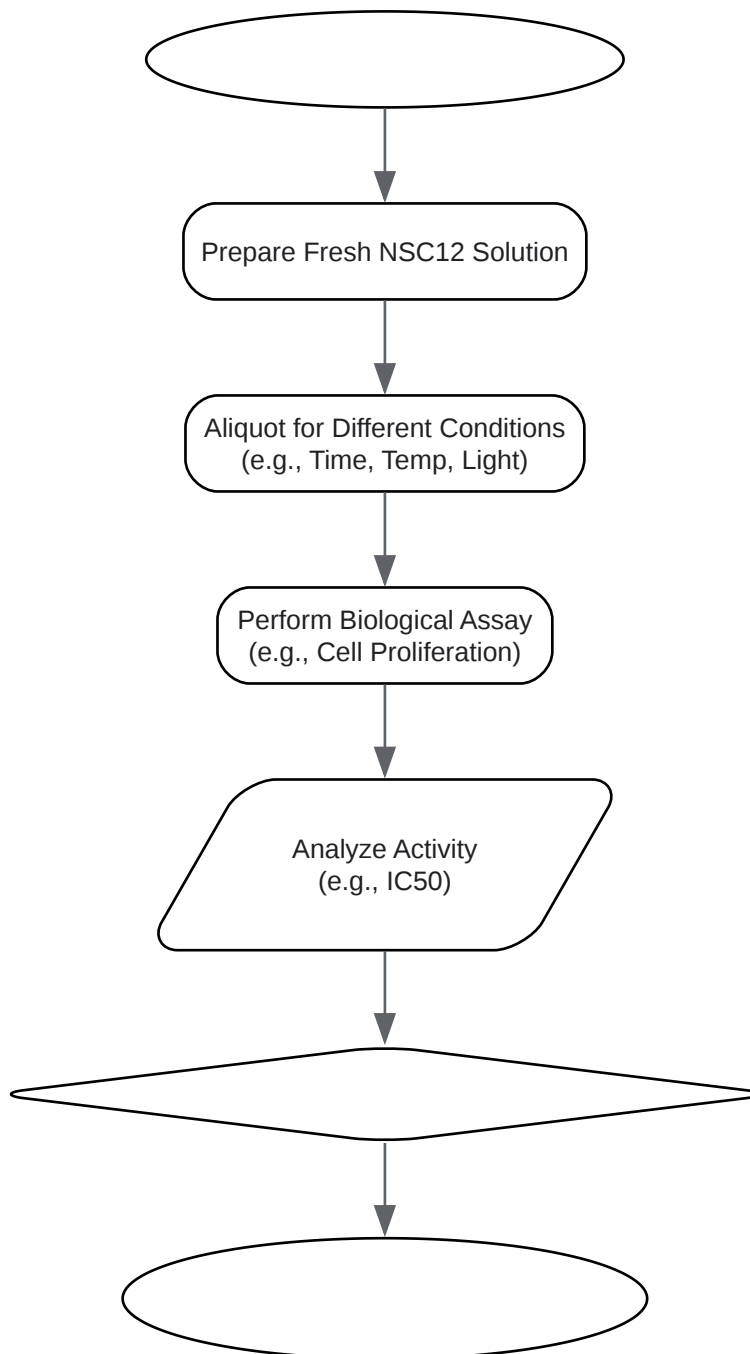 Prepare Fresh NSC12 Solution
Aliquot for Different Conditions
(e.g., Time, Temp, Light)
Perform Biological Assay
(e.g., Cell Proliferation)
Analyze Activity
(e.g., IC50)